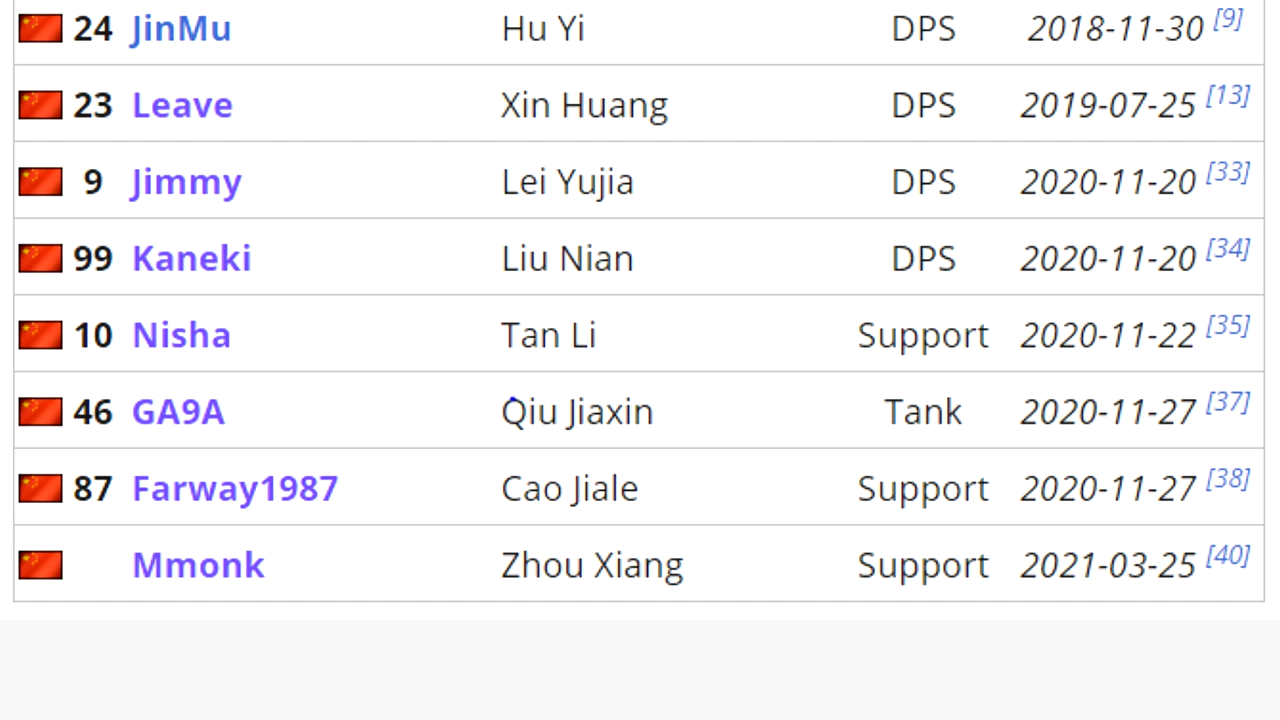 24 JinMu Hu Yi DPS 2018-11-30 [9]
23 Leave Xin Huang DPS 2019-07-25 [13]
9 Jimmy Lei Yujia DPS 2020-11-20 [33]
99 Kaneki Liu Nian DPS 2020-11-20 [34]
10 Nisha Tan Li Support 2020-11-22 [35]
46 GA9A Qiu Jiaxin Tank 2020-11-27 [37]
87 Farway1987 Cao Jiale Support 2020-11-27 [38]
Mmonk Zhou Xiang Support 2021-03-25 [40]